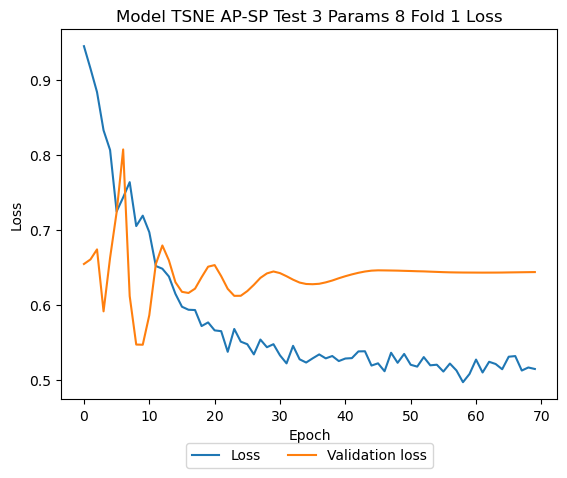 Model TSNE AP-SP Test 3 Params 8 Fold 1 Loss
0.9
0.8
0.7
0.6
0.5
Loss
0 10 20 30 40 50 60 70
Epoch
Loss Validation loss